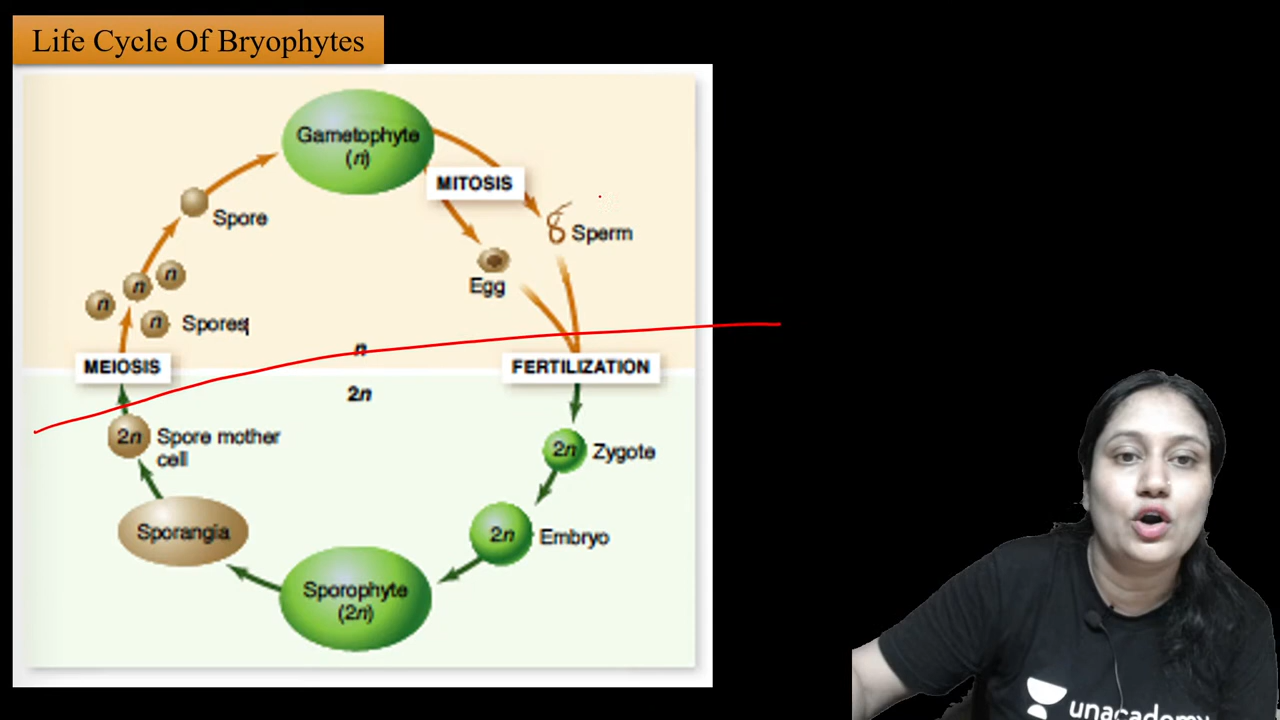 Life Cycle Of Bryophytes
Gametophyte
(n)
MITOSIS
Spore
Sperm
n
n
Egg
n
n
Spores
n
MEIOSIS
FERTILIZATION
2n
2n
Spore mother
cell
2n
Zygote
Sporangia
2n
Embryo
Sporophyte
(2n)
unacademy